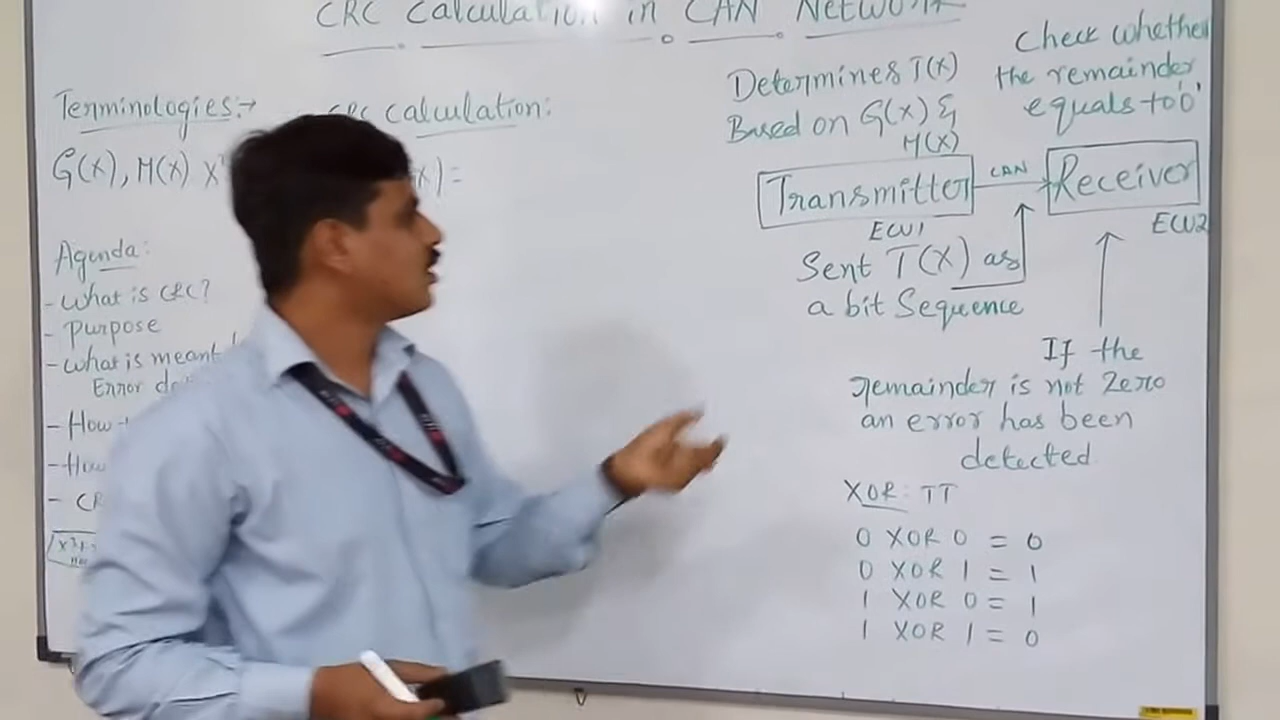 CRC Calculation in CAN Network
Terminologies:→
G(x), M(x)
Agenda:
- What is CRC?
- Purpose
- What is meant
Error
- How
- How
CRC Calculation:
(x) =
Determines T(x)
Based on G(x) &
M(x)
Transmitter
ECU1
CAN
Check whether
the remainder
equals to '0'
Receiver
ECU2
Sent T(X) as
a bit Sequence
If the
remainder is not Zero
an error has been
detected
XOR: TT
0 XOR 0 = 0
0 XOR 1 = 1
1 XOR 0 = 1
1 XOR 1 = 0